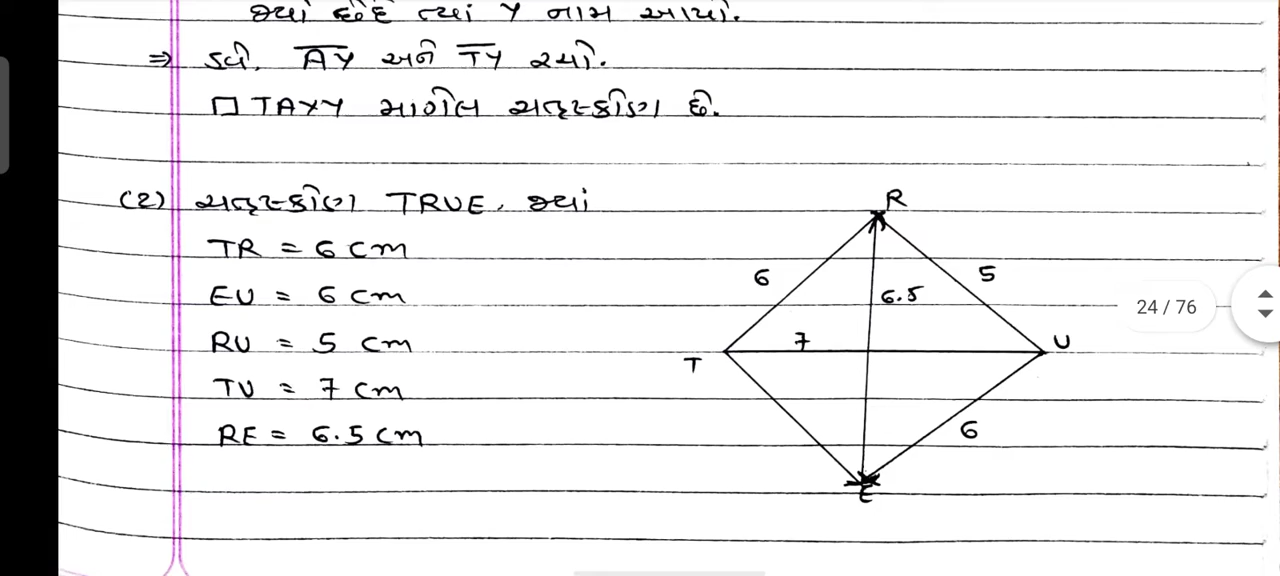 જ્યાં છેદે ત્યાં Y નામ આપો.
⇒ હવે, AY અને TY રચો.
□ TAXY માગેલ ચતુષ્કોણ છે.
(2) ચતુષ્કોણ TRUE, જ્યાં
TR = 6 cm
EU = 6 cm
RU = 5 cm
TU = 7 cm
RE = 6.5 cm
R
6
5
6.5
7
T
U
6
E
24 / 76